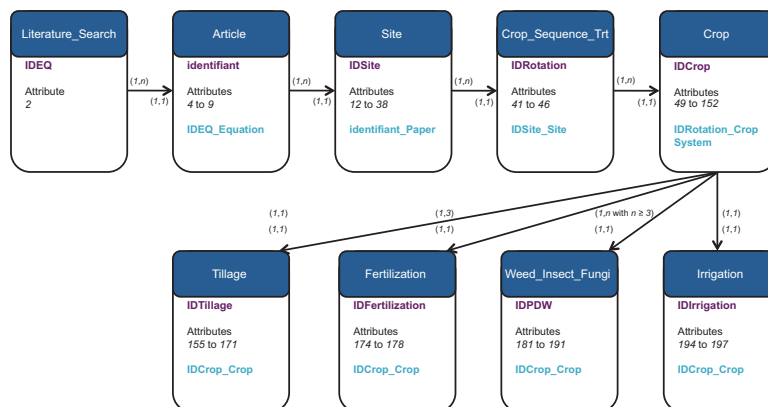 Literature_Search
Article
Site
Crop_Sequence_Trt
Crop
IDEQ
identifiant
IDSite
IDRotation
IDCrop
(1,n)
(1,n)
(1,n)
(1,n)
Attribute
Attributes
Attributes
Attributes
Attributes
2
4 to 9
12 to 38
41 to 46
49 to 152
(1,1)
(1,1)
(1,1)
(1,1)
IDEQ_Equation
identifiant_Paper
IDSite_Site
IDRotation_Crop
System
(1,1)
(1,3)
(1,n with n ≥ 3)
(1,1)
(1,1)
(1,1)
(1,1)
(1,1)
Tillage
Fertilization
Weed_Insect_Fungi
Irrigation
IDTillage
IDFertilization
IDPDW
IDIrrigation
Attributes
Attributes
Attributes
Attributes
155 to 171
174 to 178
181 to 191
194 to 197
IDCrop_Crop
IDCrop_Crop
IDCrop_Crop
IDCrop_Crop